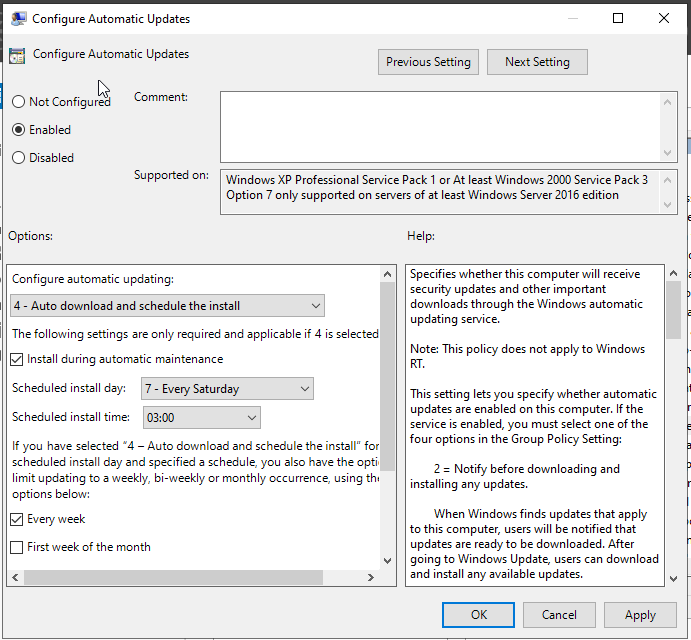 Configure Automatic Updates
Configure Automatic Updates
Previous Setting
Next Setting
Not Configured
Comment:
Enabled
Disabled
Supported on:
Windows XP Professional Service Pack 1 or At least Windows 2000 Service Pack 3
Option 7 only supported on servers of at least Windows Server 2016 edition
Options:
Help:
Configure automatic updating:
4 - Auto download and schedule the install
The following settings are only required and applicable if 4 is selected
Install during automatic maintenance
Scheduled install day:
7 - Every Saturday
Scheduled install time:
03:00
If you have selected “4 – Auto download and schedule the install” for
scheduled install day and specified a schedule, you also have the optio
limit updating to a weekly, bi-weekly or monthly occurrence, using the
options below:
Every week
First week of the month
Specifies whether this computer will receive
security updates and other important
downloads through the Windows automatic
updating service.
Note: This policy does not apply to Windows
RT.
This setting lets you specify whether automatic
updates are enabled on this computer. If the
service is enabled, you must select one of the
four options in the Group Policy Setting:
2 = Notify before downloading and
installing any updates.
When Windows finds updates that apply
to this computer, users will be notified that
updates are ready to be downloaded. After
going to Windows Update, users can download
and install any available updates.
OK
Cancel
Apply